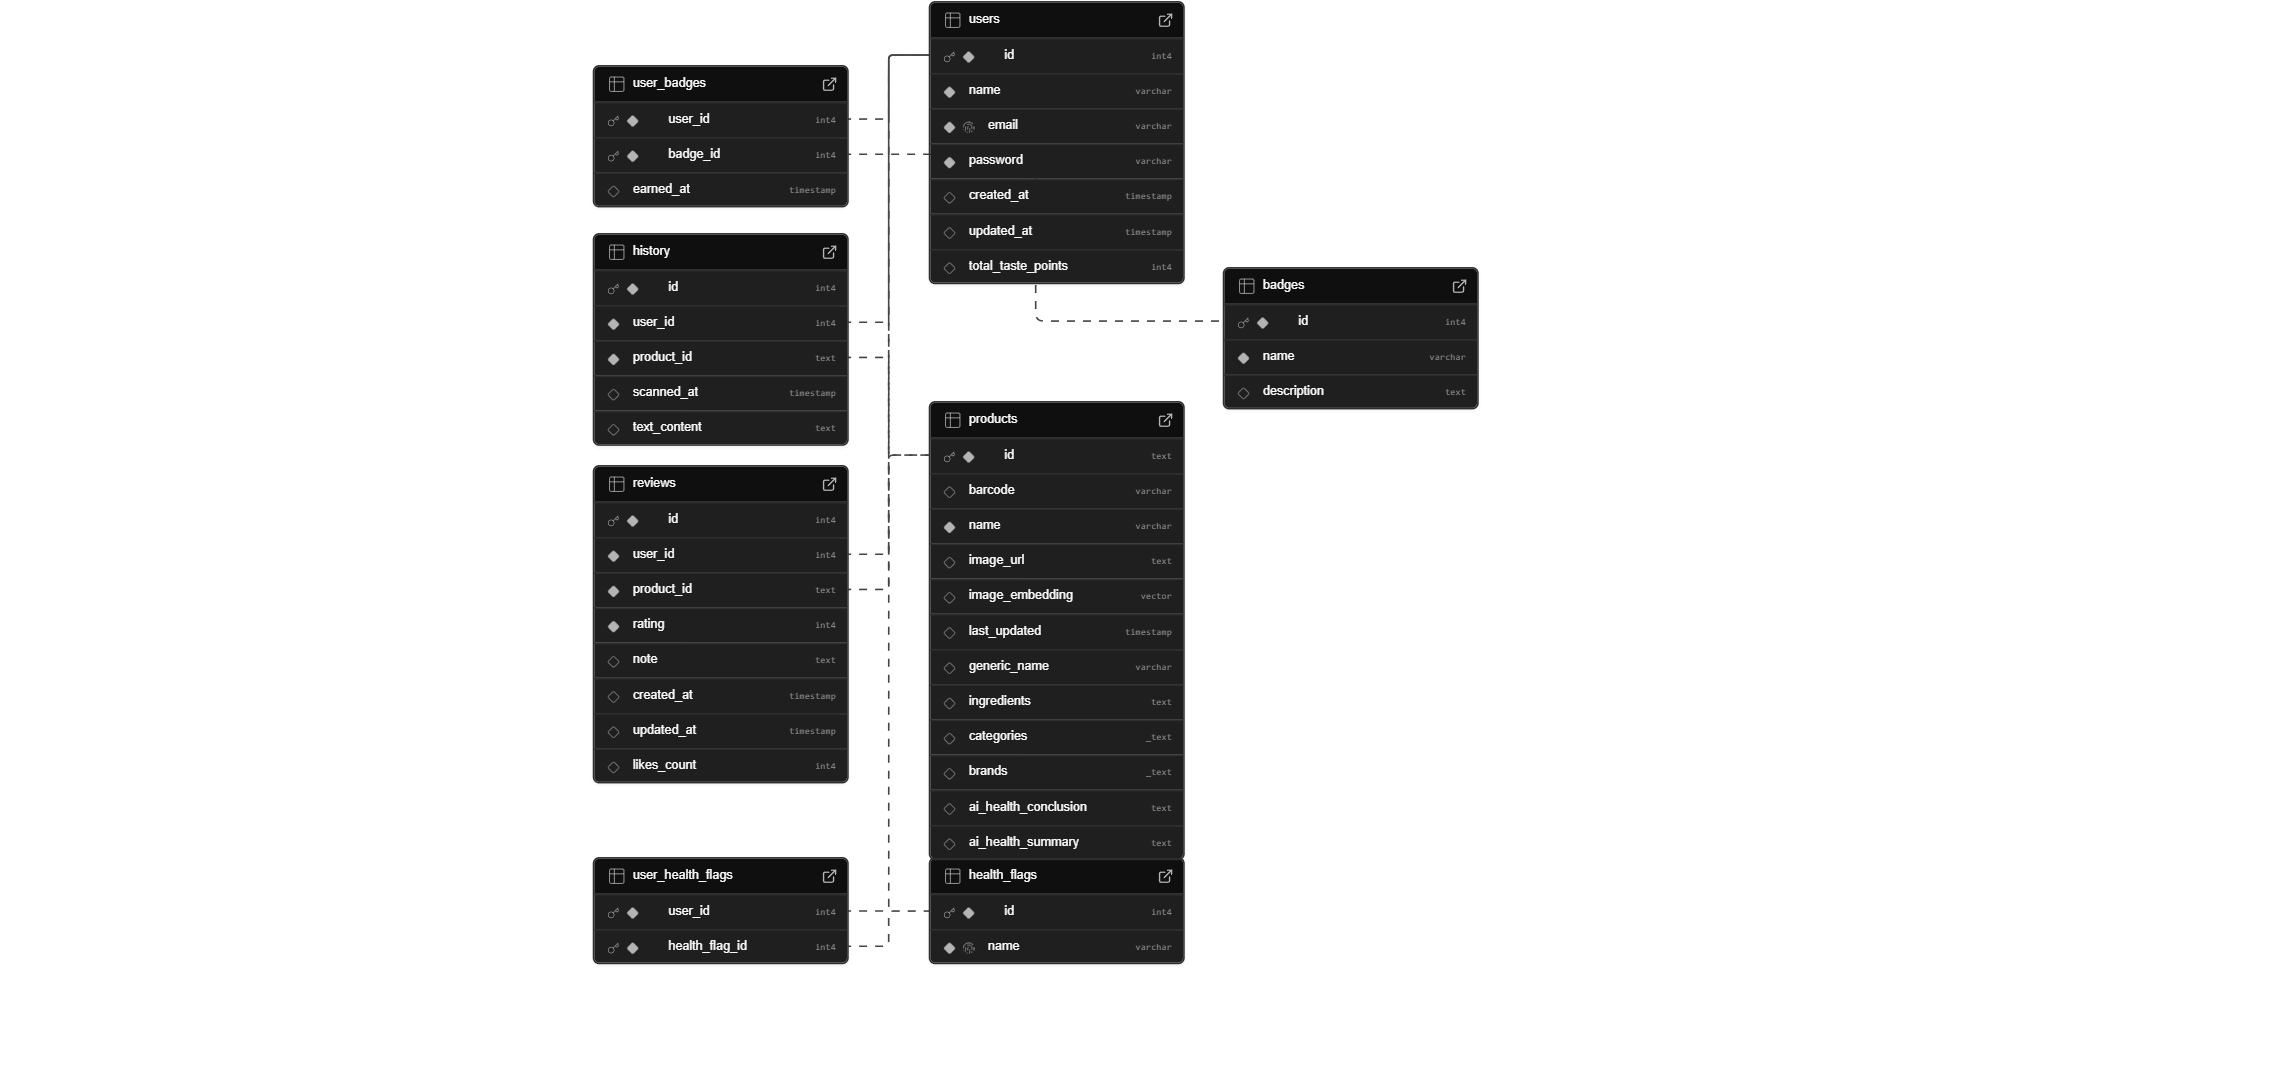 users
id int4
name varchar
email varchar
password varchar
created_at timestamp
updated_at timestamp
total_taste_points int4
user_badges
user_id int4
badge_id int4
earned_at timestamp
history
id int4
user_id int4
product_id text
scanned_at timestamp
text_content text
badges
id int4
name varchar
description text
products
id text
barcode varchar
name varchar
image_url text
image_embedding vector
last_updated timestamp
generic_name varchar
ingredients text
categories _text
brands _text
ai_health_conclusion text
ai_health_summary text
reviews
id int4
user_id int4
product_id text
rating int4
note text
created_at timestamp
updated_at timestamp
likes_count int4
user_health_flags
user_id int4
health_flag_id int4
health_flags
id int4
name varchar